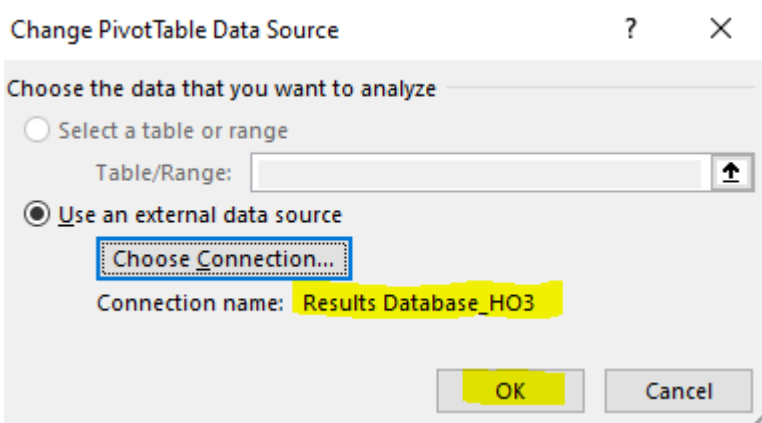 Change PivotTable Data Source ?
Choose the data that you want to analyze
Select a table or range
Table/Range:
Use an external data source
Choose Connection...
Connection name: Results Database_HO3
OK Cancel